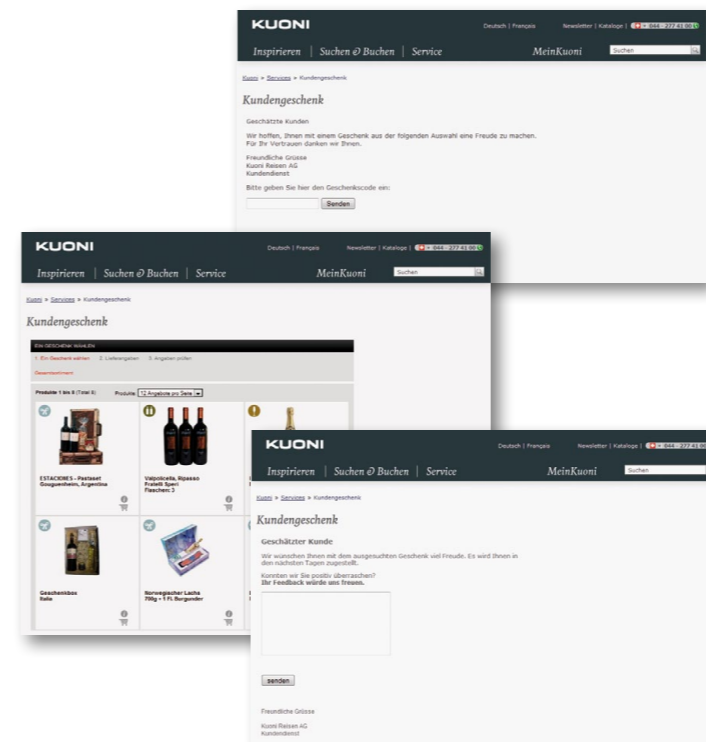 KUONI
Deutsch | Français Newsletter | Kataloge | 044 - 277 41 00
Inspirieren | Suchen & Buchen | Service MeinKuoni Suchen
Kuoni » Services » Kundengeschenk
Kundengeschenk
Geschätzte Kunden
Wir hoffen, Ihnen mit einem Geschenk aus der folgenden Auswahl eine Freude zu machen.
Für Ihr Vertrauen danken wir Ihnen.
Freundliche Grüsse
Kuoni Reisen AG
Kundendienst
Bitte geben Sie hier den Geschenkscode ein:
Senden
KUONI
Deutsch | Français Newsletter | Kataloge | 044 - 277 41 00
Inspirieren | Suchen & Buchen | Service MeinKuoni Suchen
Kuoni » Services » Kundengeschenk
Kundengeschenk
EIN GESCHENK WÄHLEN
1. Ein Geschenk wählen 2. Lieferangaben 3. Angaben prüfen
Gesamtsortiment
Produkte 1 bis 8 (Total 8) Produkte: 12 Angebote pro Seite
ESTACIONES - Pastaset
Gouguenheim, Argentina
Valpolicella, Ripasso
Fratelli Speri
Flaschen: 3
Geschenkbox
Italia
Norwegischer Lachs
700g + 1 Fl. Burgunder
KUONI
Deutsch | Français Newsletter | Kataloge | 044 - 277 41 00
Inspirieren | Suchen & Buchen | Service MeinKuoni Suchen
Kuoni » Services » Kundengeschenk
Kundengeschenk
Geschätzter Kunde
Wir wünschen Ihnen mit dem ausgesuchten Geschenk viel Freude. Es wird Ihnen in
den nächsten Tagen zugestellt.
Konnten wir Sie positiv überraschen?
Ihr Feedback würde uns freuen.
senden
Freundliche Grüsse
Kuoni Reisen AG
Kundendienst